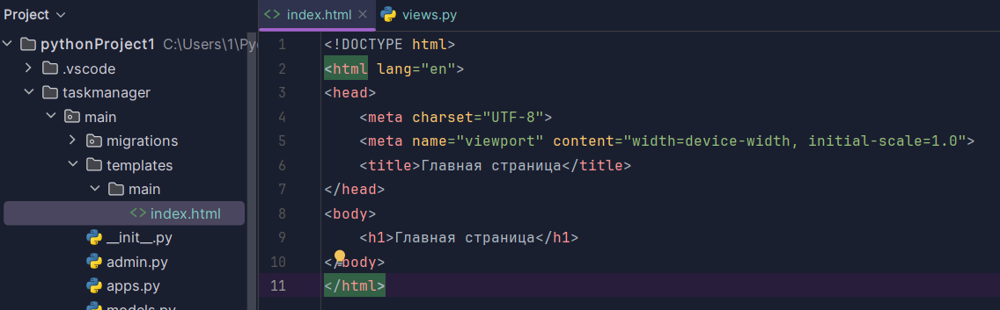 Project
index.html
views.py
pythonProject1 C:\Users\1\Pyc
.vscode
taskmanager
main
migrations
templates
main
index.html
__init__.py
admin.py
apps.py
models.py
1 <!DOCTYPE html>
2 <html lang="en">
3 <head>
4 <meta charset="UTF-8">
5 <meta name="viewport" content="width=device-width, initial-scale=1.0">
6 <title>Главная страница</title>
7 </head>
8 <body>
9 <h1>Главная страница</h1>
10 </body>
11 </html>